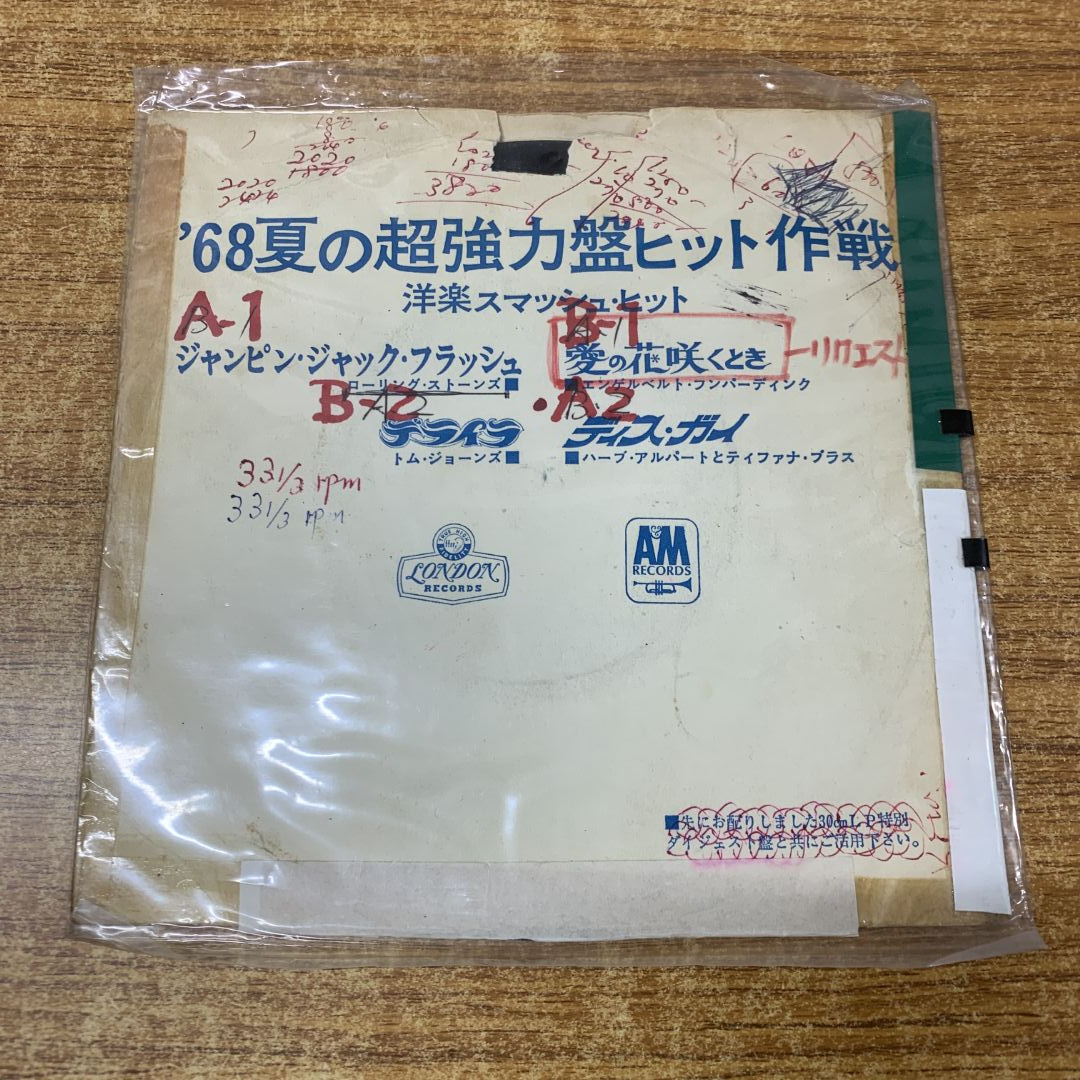 2020
1800
2020
2424
3820
'68夏の超強力盤ヒット作戦
洋楽スマッシュ・ヒット
A-1
B-1
ジャンピン・ジャック・フラッシュ
愛の花咲くとき
リクエスト
ローリング・ストーンズ■
■エンゲルベルト・フンパーディンク
B-2
・A2
デライラ
ディス・ガイ
トム・ジョーンズ■
■ハーブ・アルパートとティファナ・ブラス
33 1/3 rpm
33 1/3 rpm
TRUE HIGH FIDELITY
LONDON
RECORDS
A&M
RECORDS
■先にお配りしました30cmLP特別
ダイジェスト盤と共にご活用下さい。